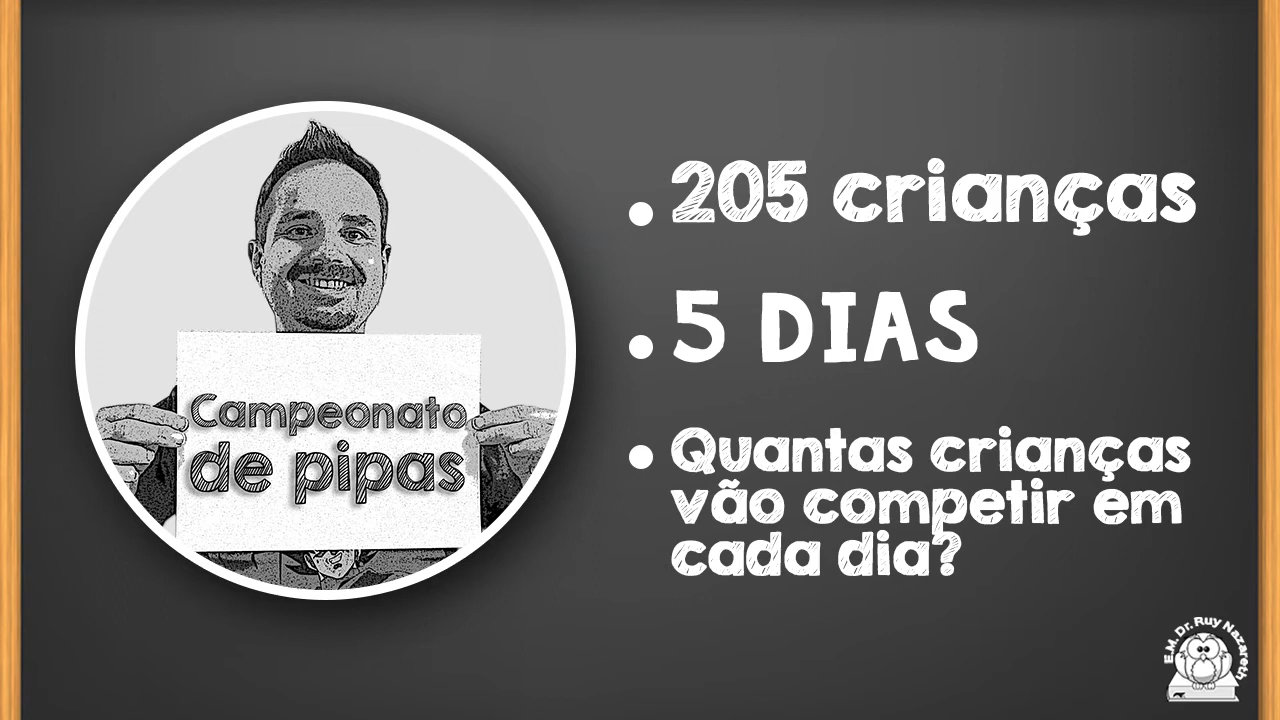 Campeonato
de pipas
• 205 crianças
• 5 DIAS
• Quantas crianças
vão competir em
cada dia?
E.M. Dr. Ruy Nazareth